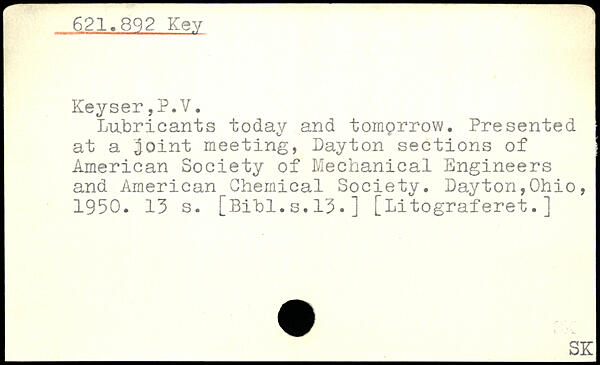 621.892 Key
Keyser,P.V.
Lubricants today and tomorrow. Presented
at a joint meeting, Dayton sections of
American Society of Mechanical Engineers
and American Chemical Society. Dayton,Ohio,
1950. 13 s. [Bibl.s.13.] [Litograferet.]
SK
SK